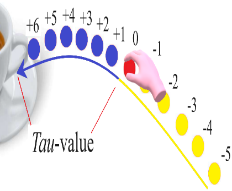 +6 +5 +4 +3 +2 +1 0 -1 -2 -3 -4 -5
Tau-value